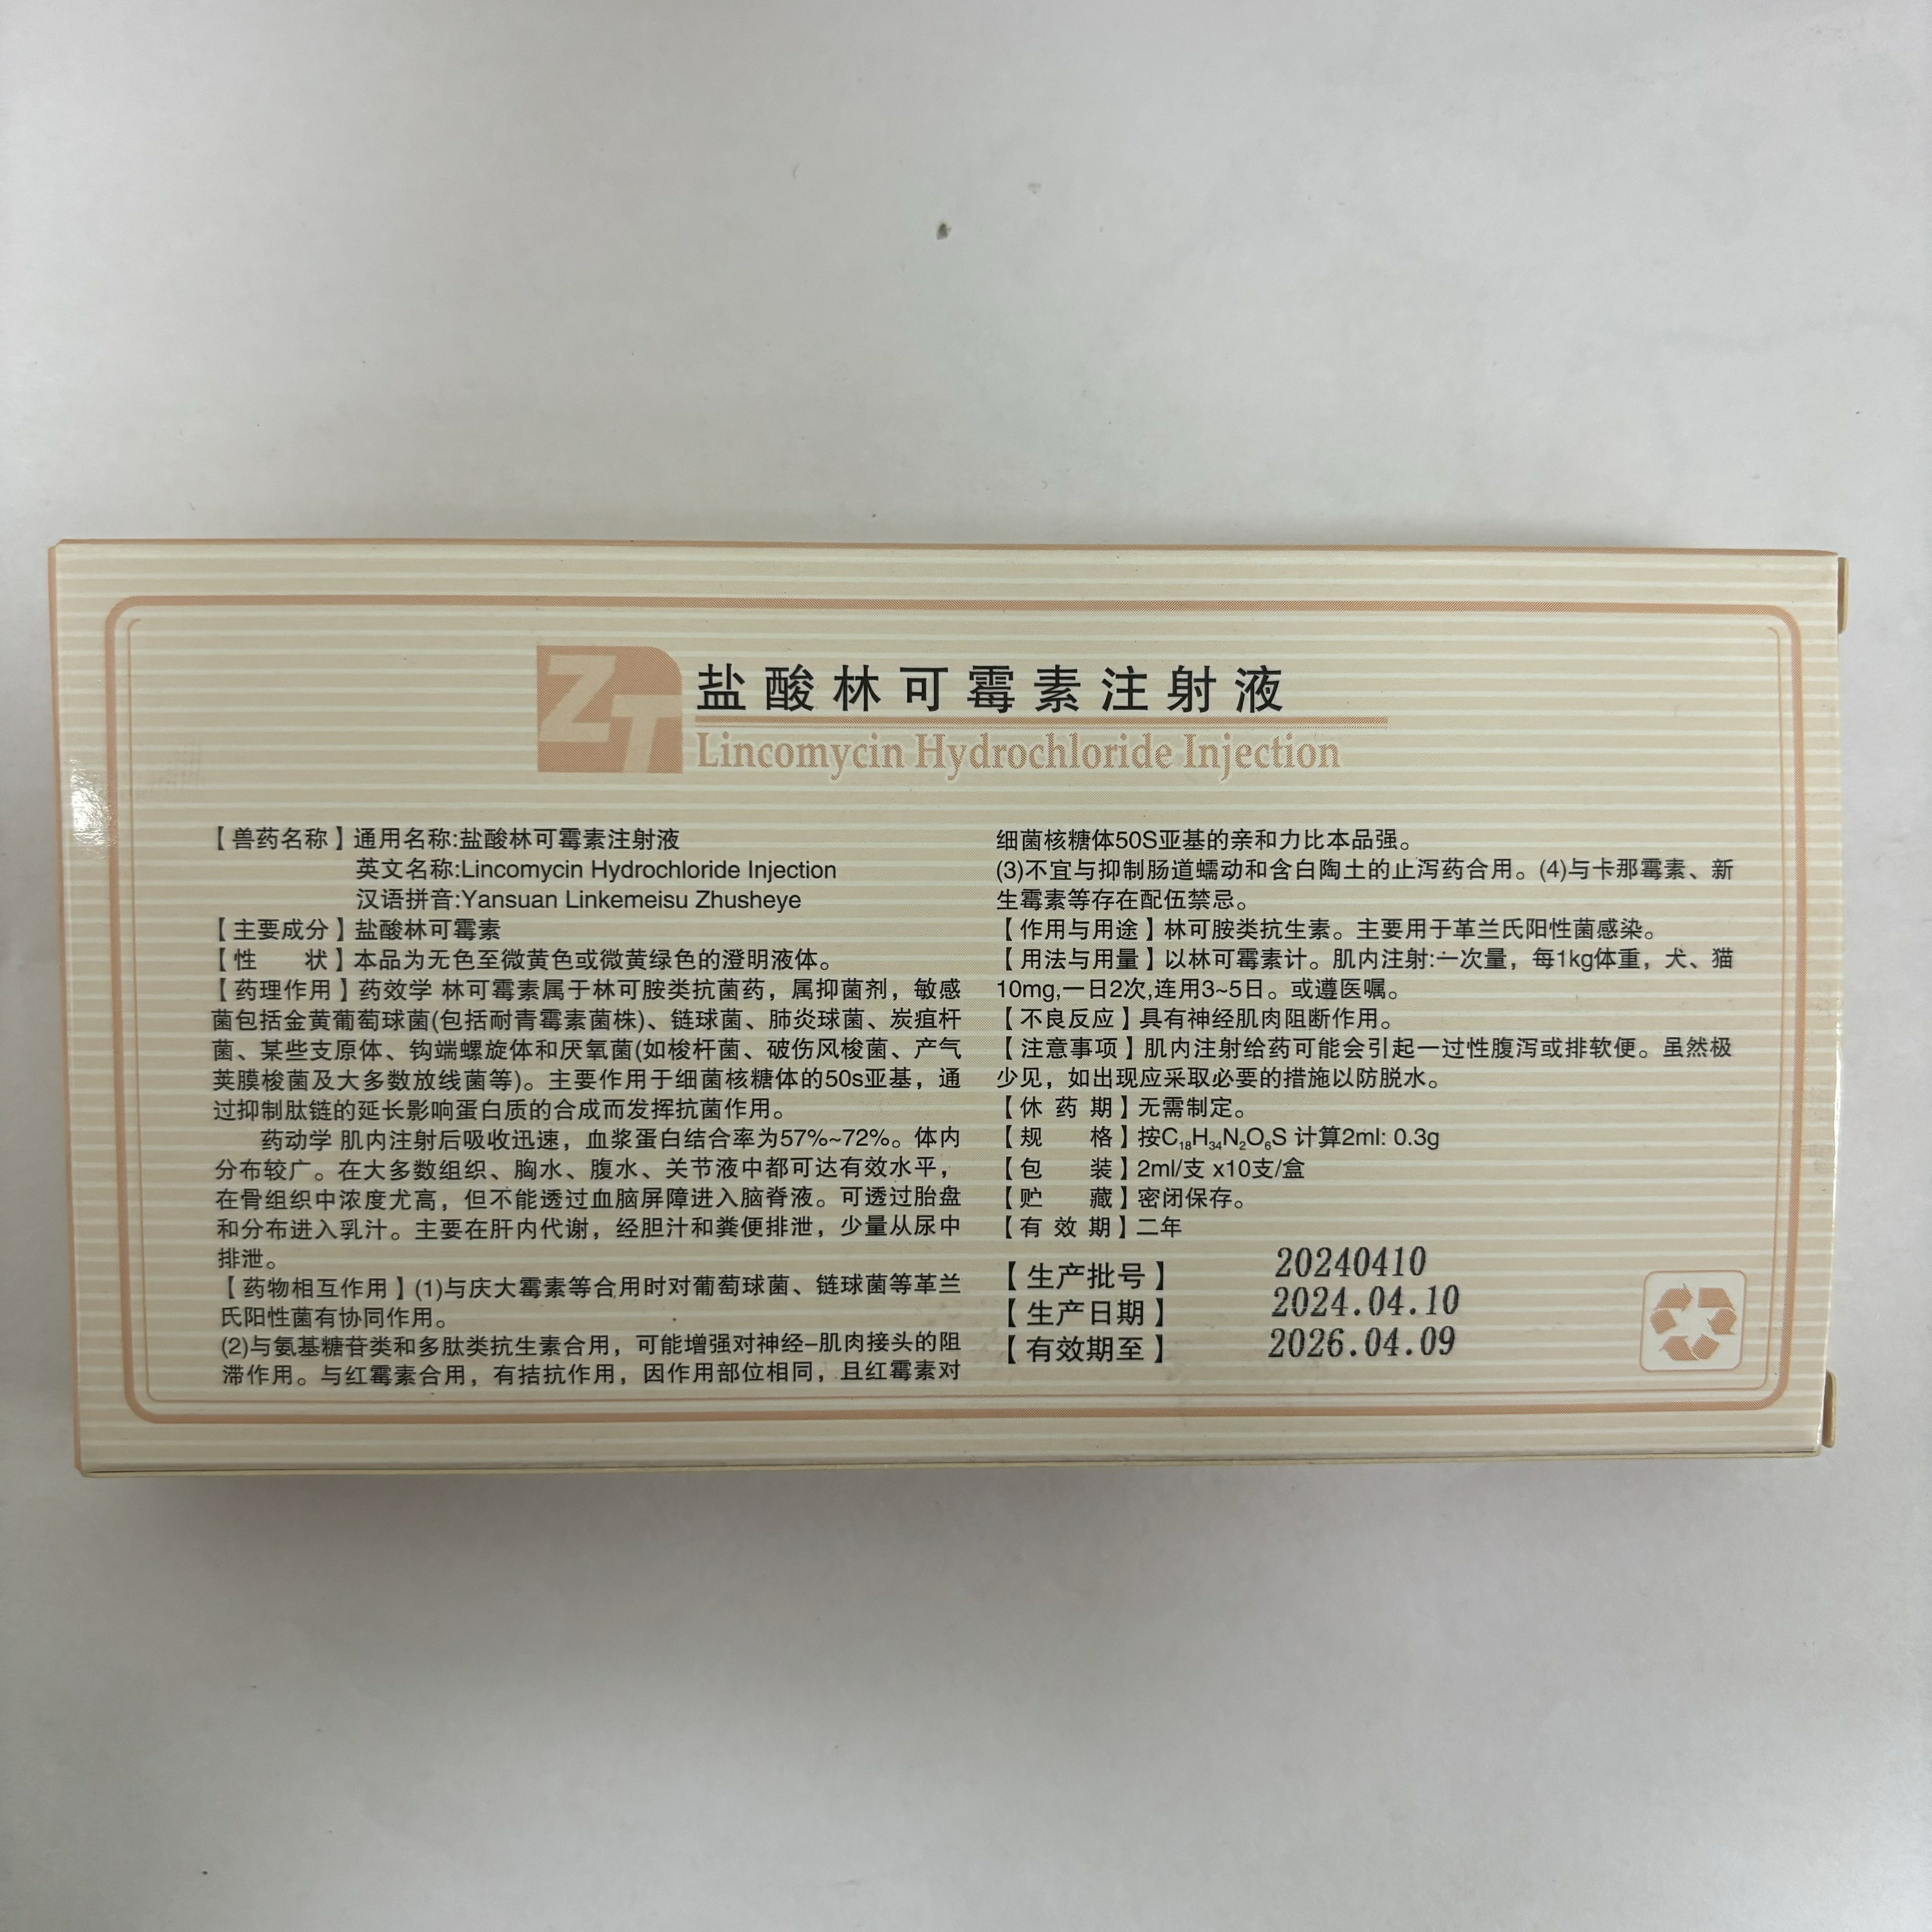 ZT
盐酸林可霉素注射液
Lincomycin Hydrochloride Injection
【兽药名称】通用名称:盐酸林可霉素注射液
英文名称:Lincomycin Hydrochloride Injection
汉语拼音:Yansuan Linkemeisu Zhusheye
【主要成分】盐酸林可霉素
【性 状】本品为无色至微黄色或微黄绿色的澄明液体。
【药理作用】药效学 林可霉素属于林可胺类抗菌药，属抑菌剂，敏感
菌包括金黄葡萄球菌(包括耐青霉素菌株)、链球菌、肺炎球菌、炭疽杆
菌、某些支原体、钩端螺旋体和厌氧菌(如梭杆菌、破伤风梭菌、产气
荚膜梭菌及大多数放线菌等)。主要作用于细菌核糖体的50s亚基，通
过抑制肽链的延长影响蛋白质的合成而发挥抗菌作用。
药动学 肌内注射后吸收迅速，血浆蛋白结合率为57%~72%。体内
分布较广。在大多数组织、胸水、腹水、关节液中都可达有效水平，
在骨组织中浓度尤高，但不能透过血脑屏障进入脑脊液。可透过胎盘
和分布进入乳汁。主要在肝内代谢，经胆汁和粪便排泄，少量从尿中
排泄。
【药物相互作用】(1)与庆大霉素等合用时对葡萄球菌、链球菌等革兰
氏阳性菌有协同作用。
(2)与氨基糖苷类和多肽类抗生素合用，可能增强对神经–肌肉接头的阻
滞作用。与红霉素合用，有拮抗作用，因作用部位相同，且红霉素对
细菌核糖体50S亚基的亲和力比本品强。
(3)不宜与抑制肠道蠕动和含白陶土的止泻药合用。(4)与卡那霉素、新
生霉素等存在配伍禁忌。
【作用与用途】林可胺类抗生素。主要用于革兰氏阳性菌感染。
【用法与用量】以林可霉素计。肌内注射:一次量，每1kg体重，犬、猫
10mg,一日2次,连用3~5日。或遵医嘱。
【不良反应】具有神经肌肉阻断作用。
【注意事项】肌内注射给药可能会引起一过性腹泻或排软便。虽然极
少见，如出现应采取必要的措施以防脱水。
【休 药 期】无需制定。
【规 格】按C₁₈H₃₄N₂O₆S 计算2ml: 0.3g
【包 装】2ml/支 x10支/盒
【贮 藏】密闭保存。
【有 效 期】二年
【生产批号】 20240410
【生产日期】 2024.04.10
【有效期至】 2026.04.09